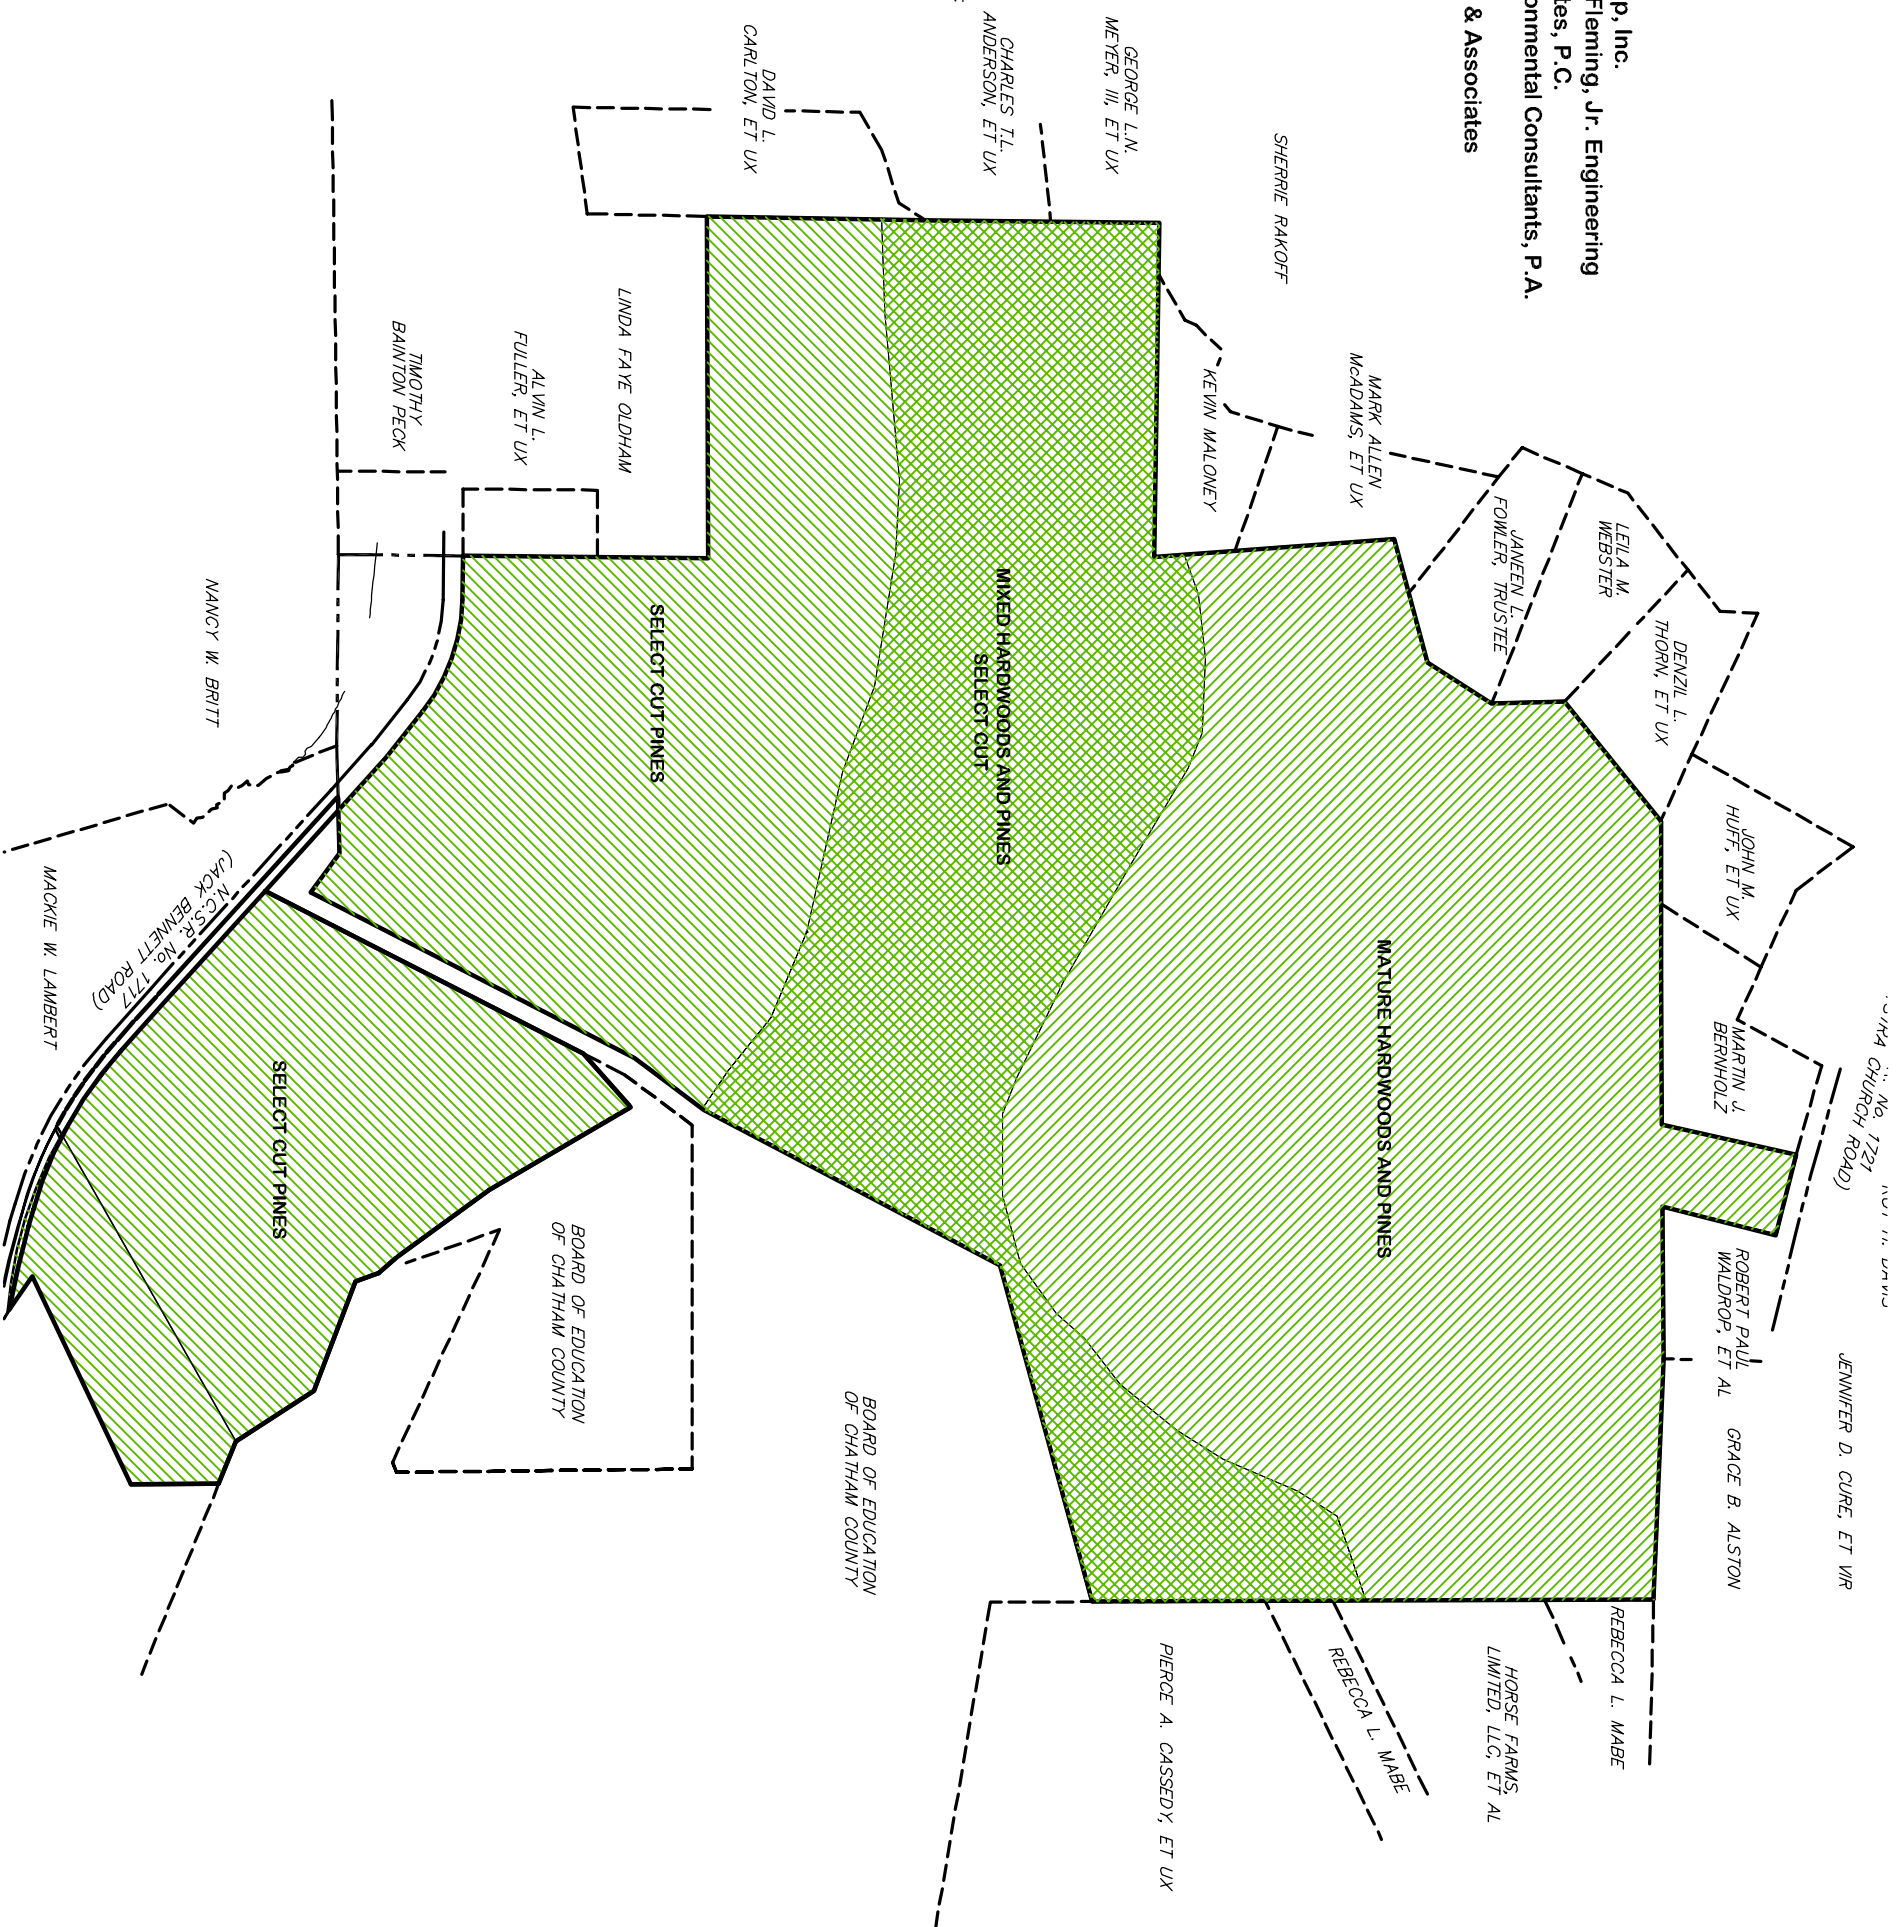 p, Inc.
Fleming, Jr. Engineering
tes, P.C.
onmental Consultants, P.A.
& Associates
GEORGE L.N.
MEYER, III, ET UX
CHARLES T.L.
ANDERSON, ET UX
DAVID L.
CARLTON, ET UX
SHERRIE RAKOFF
MARK ALLEN
McADAMS, ET UX
KEVIN MALONEY
LEILA M.
WEBSTER
JANEEN L.
FOWLER, TRUSTEE
DENZIL L.
THORN, ET UX
JOHN M.
HUFF, ET UX
MARTIN J.
BERNHOLZ
No. 1721
CHURCH ROAD)
H. DAVIS
ROBERT PAUL
WALDROP, ET AL
JENNIFER D. CURE, ET VIR
GRACE B. ALSTON
REBECCA L. MABE
HORSE FARMS,
LIMITED, LLC, ET AL
REBECCA L. MABE
PIERCE A. CASSEDY, ET UX
MATURE HARDWOODS AND PINES
MIXED HARDWOODS AND PINES
SELECT CUT
SELECT CUT PINES
SELECT CUT PINES
BOARD OF EDUCATION
OF CHATHAM COUNTY
BOARD OF EDUCATION
OF CHATHAM COUNTY
LINDA FAYE OLDHAM
ALVIN L.
FULLER, ET UX
TIMOTHY
BAINTON PECK
NANCY W. BRITT
N.C.S.R. No. 1717
(JACK BENNETT ROAD)
MACKIE W. LAMBERT